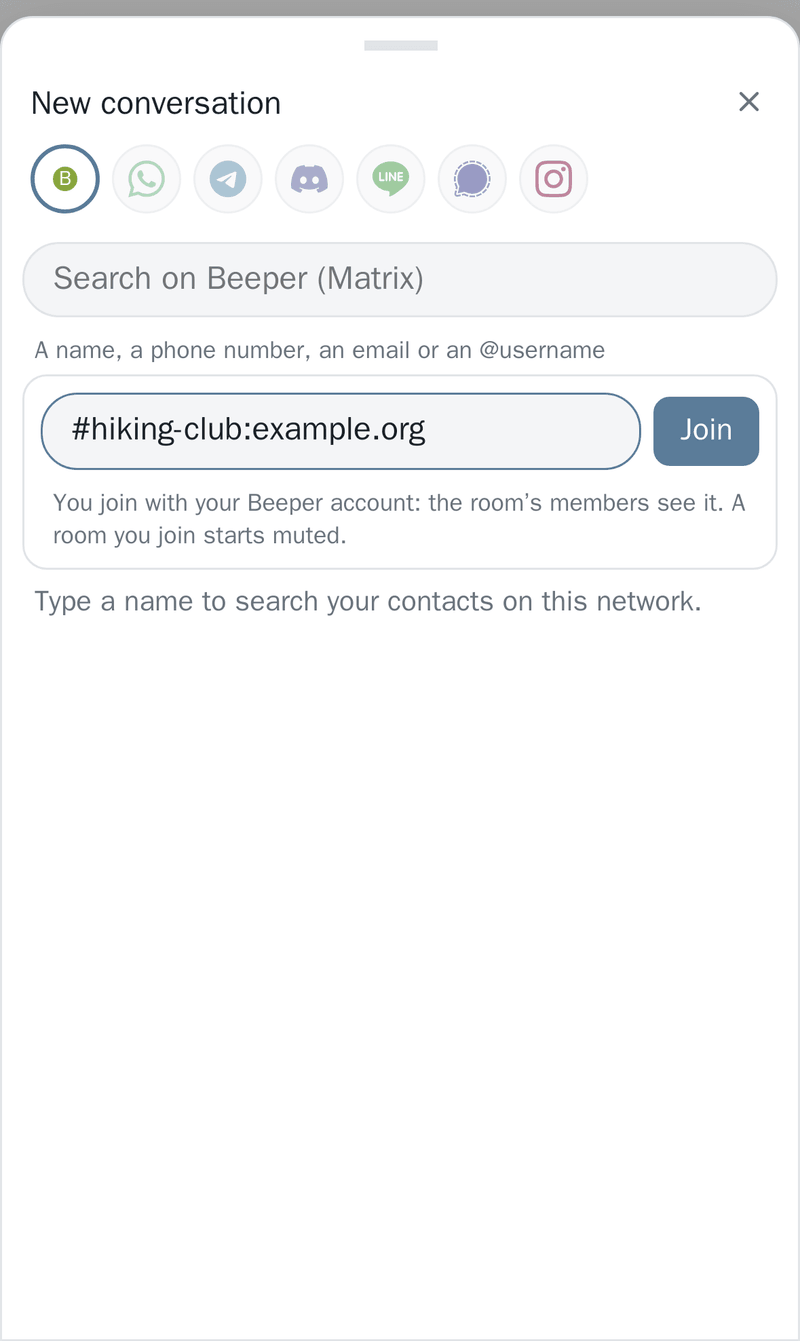 New conversation
B
LINE
Search on Beeper (Matrix)
A name, a phone number, an email or an @username
#hiking-club:example.org
Join
You join with your Beeper account: the room’s members see it. A
room you join starts muted.
Type a name to search your contacts on this network.